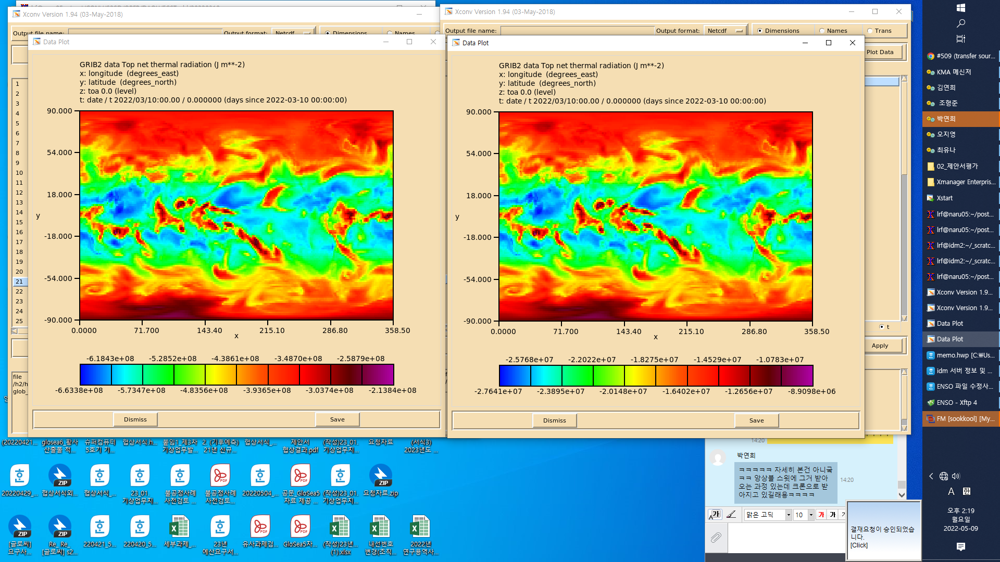 Xconv Version 1.94 (03-May-2018)
Output file name:
Output format:
Netcdf
Dimensions
Names
Xconv Version 1.94 (03-May-2018)
Output file name:
Output format:
Netcdf
Dimensions
Names
Trans
Plot Data
t
Apply
1
2
3
4
5
6
7
8
9
10
11
12
13
14
15
16
17
18
19
20
21
22
23
24
25
file
/h2/h
glob_
Data Plot
GRIB2 data Top net thermal radiation (J m**-2)
x: longitude (degrees_east)
y: latitude (degrees_north)
z: toa 0.0 (level)
t: date / t 2022/03/10:00.00 / 0.000000 (days since 2022-03-10 00:00:00)
90.000
54.000
18.000
y
-18.000
-54.000
-90.000
0.0000 71.700 143.40 215.10 286.80 358.50
x
-6.1843e+08 -5.2852e+08 -4.3861e+08 -3.4870e+08 -2.5879e+08
-6.6338e+08 -5.7347e+08 -4.8356e+08 -3.9365e+08 -3.0374e+08 -2.1384e+08
Dismiss Save
Data Plot
GRIB2 data Top net thermal radiation (J m**-2)
x: longitude (degrees_east)
y: latitude (degrees_north)
z: toa 0.0 (level)
t: date / t 2022/03/10:00.00 / 0.000000 (days since 2022-03-10 00:00:00)
90.000
54.000
18.000
y
-18.000
-54.000
-90.000
0.0000 71.700 143.40 215.10 286.80 358.50
x
-2.5768e+07 -2.2022e+07 -1.8275e+07 -1.4529e+07 -1.0783e+07
-2.7641e+07 -2.3895e+07 -2.0148e+07 -1.6402e+07 -1.2656e+07 -8.9098e+06
Dismiss Save
#509 (transfer sour...
KMA 메신저
김연희
조형준
박연희
오지영
최유나
02_제안서평가
Xmanager Enterpris...
Xstart
lrf@naru05:~/post...
lrf@naru05:~/post...
lrf@idm2:~/_scratc...
lrf@idm2:~/_scratc...
lrf@naru05:~/post...
Xconv Version 1.9...
Xconv Version 1.9...
Data Plot
Data Plot
memo.hwp [C:₩Us...
idm 서버 정보 및 ...
ENSO 파일 수정사...
ENSO - Xftp 4
FM [sookkool] [My...
A 한
오후 2:19
월요일
2022-05-09
(20220421...
glosea6_황사
산출물 적...
슈퍼컴퓨터
5호기 기...
협상서식.h...
붙임1_제3차
기상업무발...
2. (기후예측)
21년 신규...
협상서식_...
제안서
협상결과.pdf
(작성)23_01.
기상업무지...
요청자료
(서식3)
2023년도 ...
20220429_...
ZIP
협상서식외...
협상서식_...
23_01.
기상업무지...
불공정사례
사전검토 ...
PDF
불공정사례
사전검토...
20220504_...
PDF
공문_GloSea5
자료 제공 ...
(작성)23_01.
기상업무지...
ZIP
요청자료.zip
ZIP
[글로씨]
요구사...
ZIP
Re_ Re_
[글로씨] s2...
220421_5...
220420_5...
세부과제_...
23년
예산요구서...
PDF
유사과제검...
PDF
GloSea5자...
(작성)23년...
(1).xlsx
내선번호
변경(조직...
2022년
연구용역사...
14:20
박연희
ㅋㅋㅋㅋㅋ 자세히 본건 아니국
ㅋㅋ 앙상블 스윗에 그거 받아
오는 과정 있는데 크론으로 받
아지고 있길래용ㅋㅋㅋㅋ
14:20
맑은 고딕
10
가 가
결재요청이 승인되었습
니다.
[Click]